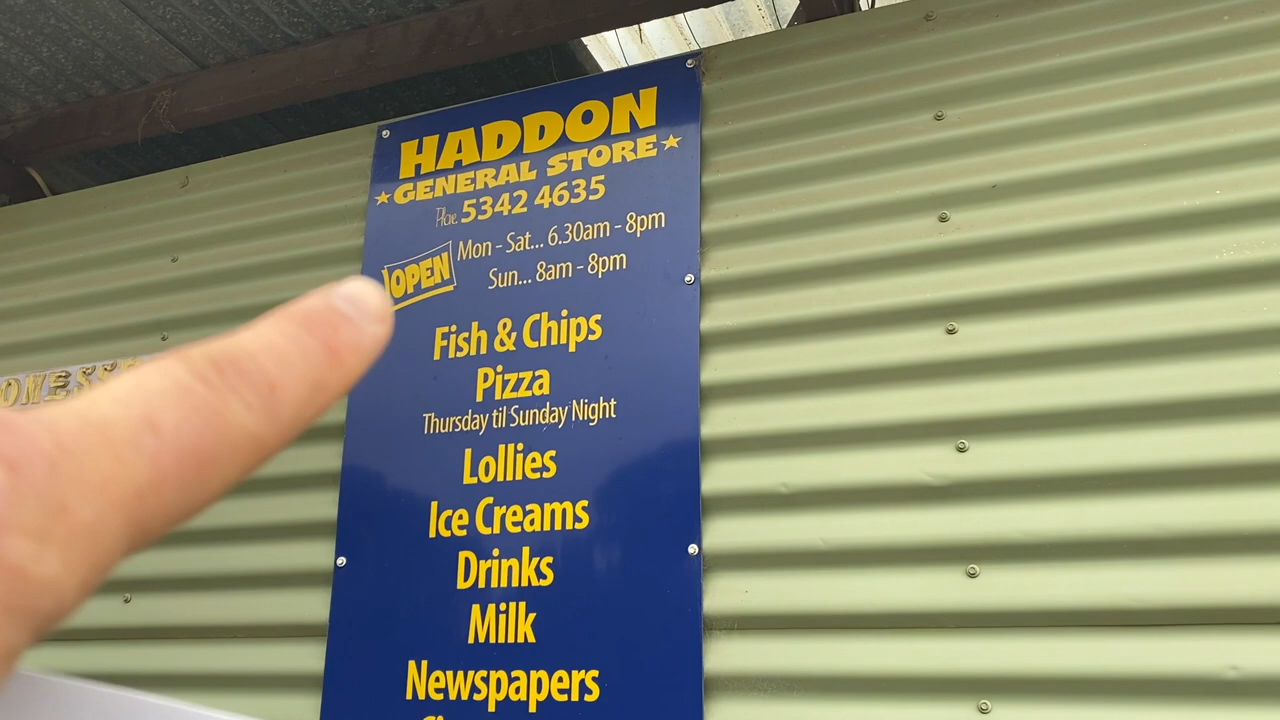 HADDON
★GENERAL STORE★
Phone 5342 4635
OPEN
Mon - Sat... 6.30am - 8pm
Sun... 8am - 8pm
Fish & Chips
Pizza
Thursday til Sunday Night
Lollies
Ice Creams
Drinks
Milk
Newspapers